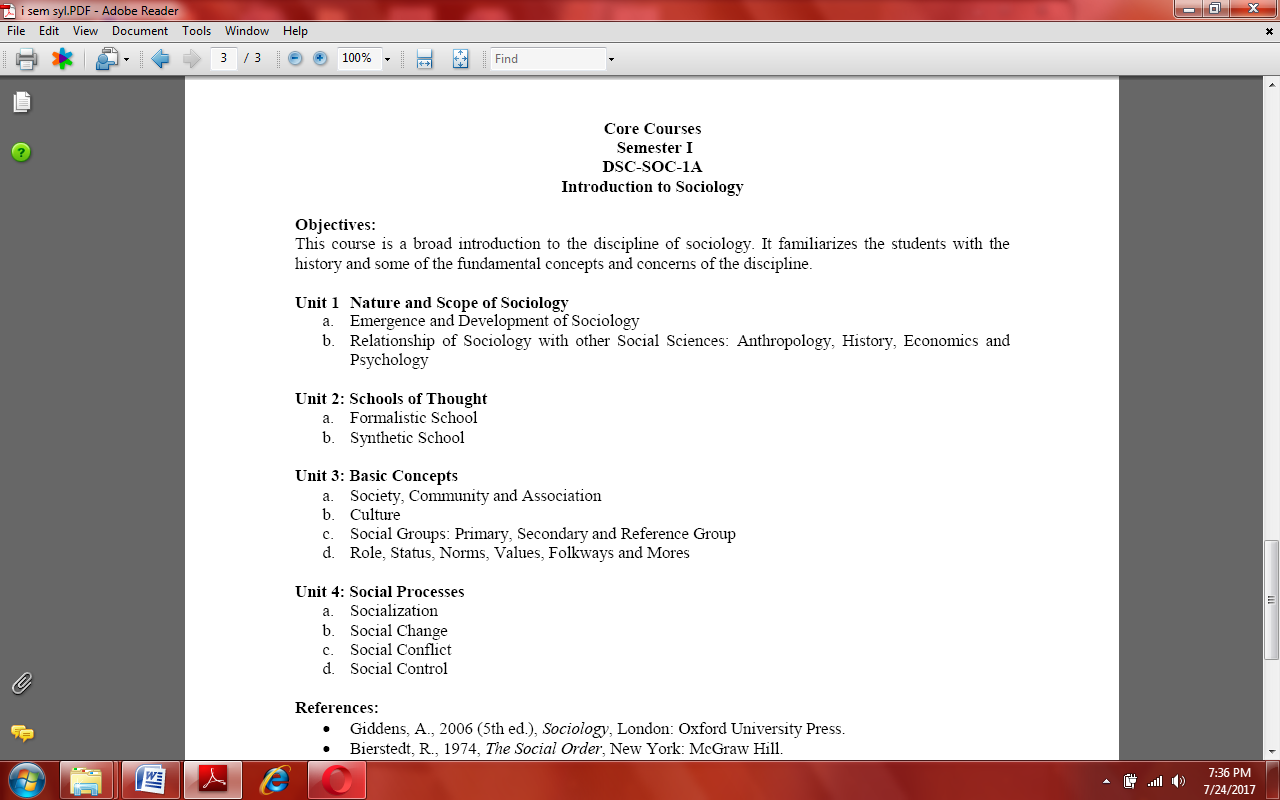 i sem syl.PDF - Adobe Reader
File Edit View Document Tools Window Help
3 / 3 100% Find
Core Courses
Semester I
DSC-SOC-1A
Introduction to Sociology
Objectives:
This course is a broad introduction to the discipline of sociology. It familiarizes the students with the
history and some of the fundamental concepts and concerns of the discipline.
Unit 1 Nature and Scope of Sociology
a. Emergence and Development of Sociology
b. Relationship of Sociology with other Social Sciences: Anthropology, History, Economics and
Psychology
Unit 2: Schools of Thought
a. Formalistic School
b. Synthetic School
Unit 3: Basic Concepts
a. Society, Community and Association
b. Culture
c. Social Groups: Primary, Secondary and Reference Group
d. Role, Status, Norms, Values, Folkways and Mores
Unit 4: Social Processes
a. Socialization
b. Social Change
c. Social Conflict
d. Social Control
References:
• Giddens, A., 2006 (5th ed.), Sociology, London: Oxford University Press.
• Bierstedt, R., 1974, The Social Order, New York: McGraw Hill.
7:36 PM
7/24/2017